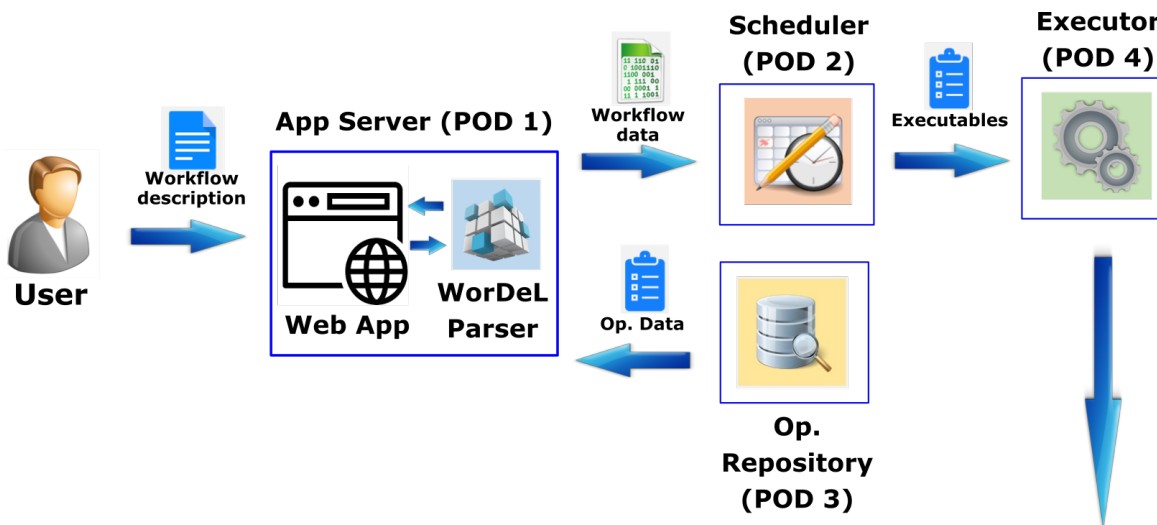 Scheduler
(POD 2)
Executor
(POD 4)
App Server (POD 1)
Workflow
data
Executables
Workflow
description
User
Web App
WorDeL
Parser
Op. Data
Op.
Repository
(POD 3)